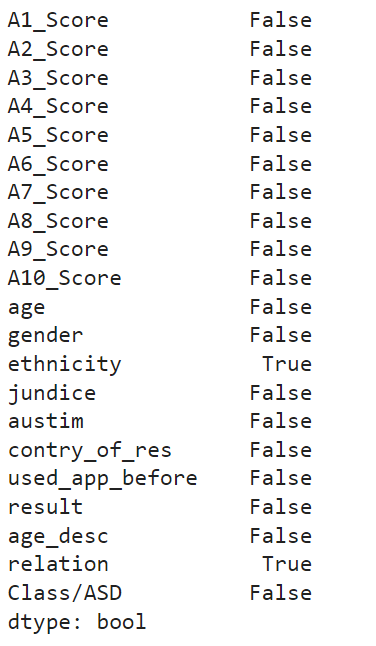 A1_Score False
A2_Score False
A3_Score False
A4_Score False
A5_Score False
A6_Score False
A7_Score False
A8_Score False
A9_Score False
A10_Score False
age False
gender False
ethnicity True
jundice False
austim False
contry_of_res False
used_app_before False
result False
age_desc False
relation True
Class/ASD False
dtype: bool